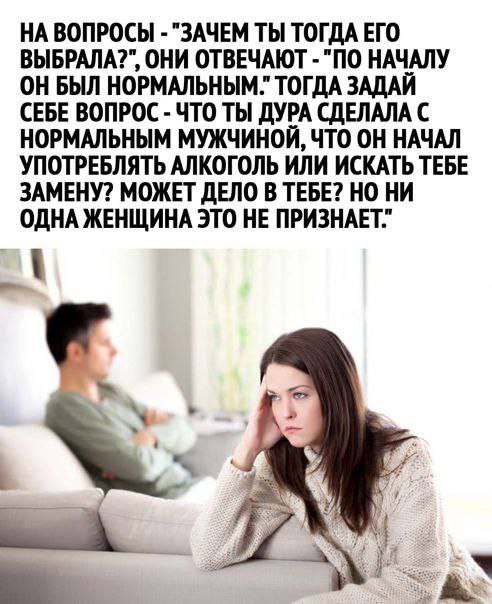 НА ВОПРОСЫ - "ЗАЧЕМ ТЫ ТОГДА ЕГО
ВЫБРАЛА?", ОНИ ОТВЕЧАЮТ - "ПО НАЧАЛУ
ОН БЫЛ НОРМАЛЬНЫМ." ТОГДА ЗАДАЙ
СЕБЕ ВОПРОС - ЧТО ТЫ ДУРА СДЕЛАЛА С
НОРМАЛЬНЫМ МУЖЧИНОЙ, ЧТО ОН НАЧАЛ
УПОТРЕБЛЯТЬ АЛКОГОЛЬ ИЛИ ИСКАТЬ ТЕБЕ
ЗАМЕНУ? МОЖЕТ ДЕЛО В ТЕБЕ? НО НИ
ОДНА ЖЕНЩИНА ЭТО НЕ ПРИЗНАЕТ."